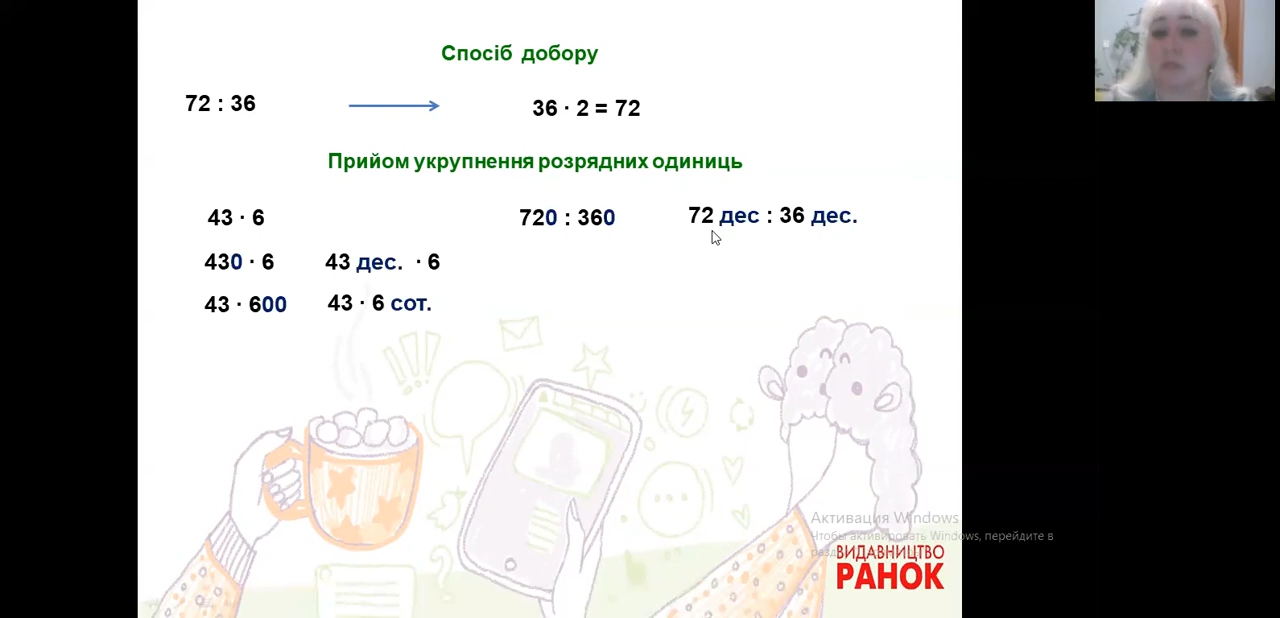 Спосіб добору
72 : 36
36 · 2 = 72
Прийом укрупнення розрядних одиниць
43 · 6
720 : 360
72 дес : 36 дес.
430 · 6
43 дес. · 6
43 · 600
43 · 6 сот.
Активация Windows
Чтобы активировать Windows, перейдите в
раз
ВИДАВНИЦТВО
РАНОК